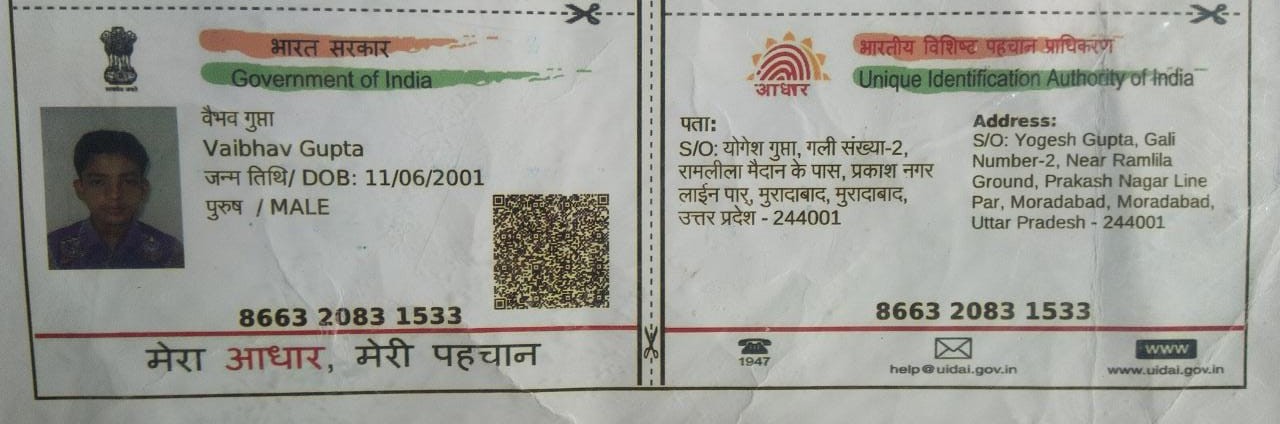 भारत सरकार
Government of India
वैभव गुप्ता
Vaibhav Gupta
जन्म तिथि/ DOB: 11/06/2001
पुरुष / MALE
8663 2083 1533
मेरा आधार, मेरी पहचान
भारतीय विशिष्ट पहचान प्राधिकरण
Unique Identification Authority of India
आधार
पता:
S/O: योगेश गुप्ता, गली संख्या-2,
रामलीला मैदान के पास, प्रकाश नगर
लाईन पार, मुरादाबाद, मुरादाबाद,
उत्तर प्रदेश - 244001
Address:
S/O: Yogesh Gupta, Gali
Number-2, Near Ramlila
Ground, Prakash Nagar Line
Par, Moradabad, Moradabad,
Uttar Pradesh - 244001
8663 2083 1533
1947
help@uidai.gov.in
www
www.uidai.gov.in